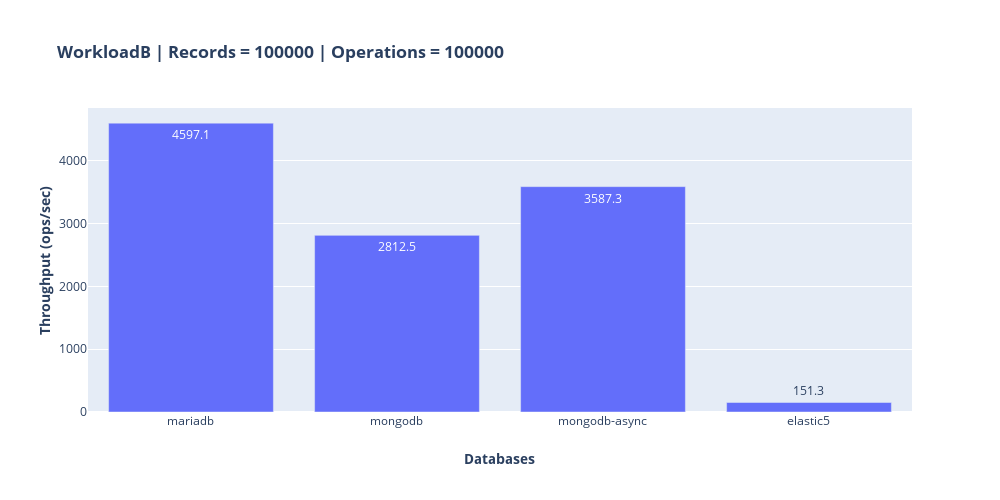 WorkloadB | Records = 100000 | Operations = 100000
Throughput (ops/sec)
4000
3000
2000
1000
0
4597.1
2812.5
3587.3
151.3
mariadb
mongodb
mongodb-async
elastic5
Databases